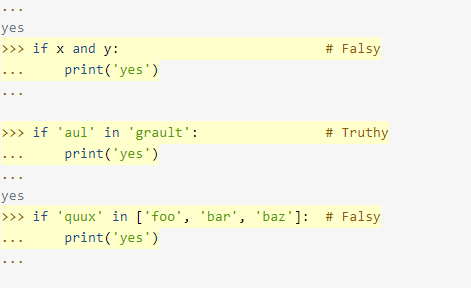 ...
yes
>>> if x and y:                          # Falsy
...     print('yes')
...
>>> if 'aul' in 'grault':                # Truthy
...     print('yes')
...
yes
>>> if 'quux' in ['foo', 'bar', 'baz']:  # Falsy
...     print('yes')
...